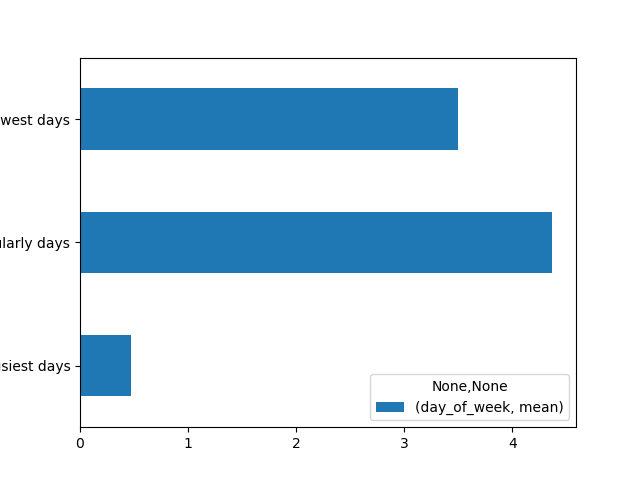 west days
ularly days
siest days
None,None
(day_of_week, mean)
0 1 2 3 4